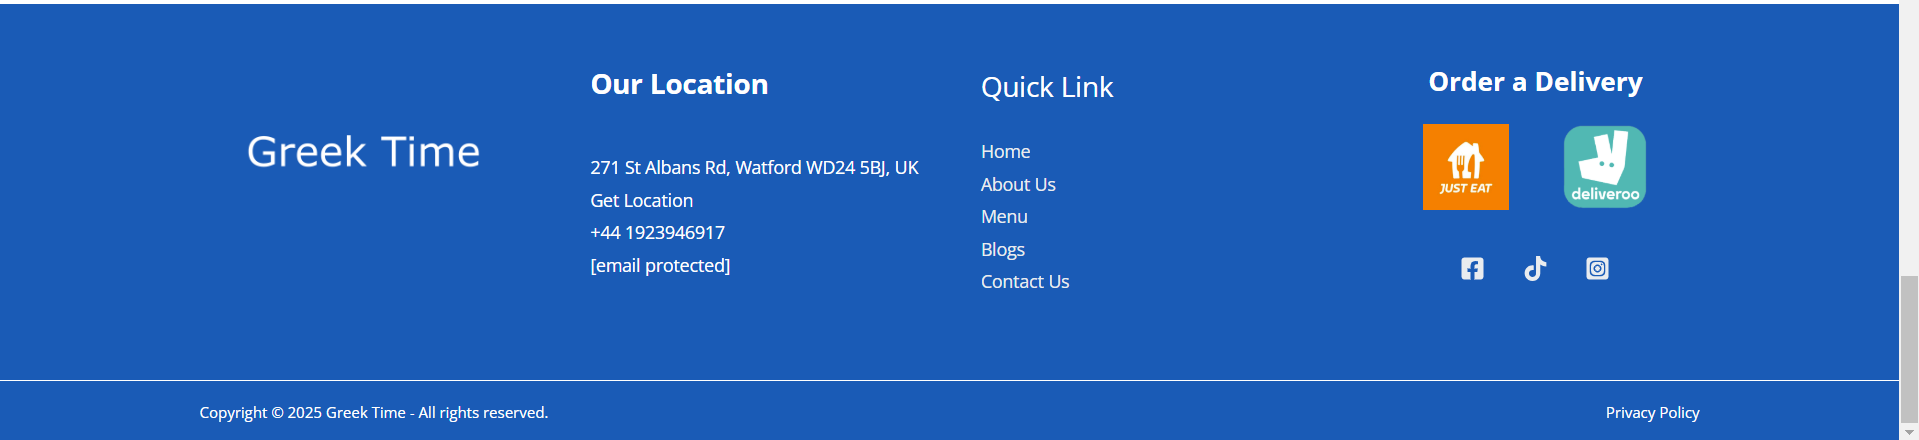 Greek Time
Our Location
271 St Albans Rd, Watford WD24 5BJ, UK
Get Location
+44 1923946917
[email protected]
Quick Link
Home
About Us
Menu
Blogs
Contact Us
Order a Delivery
JUST EAT
deliveroo
Copyright © 2025 Greek Time - All rights reserved.
Privacy Policy